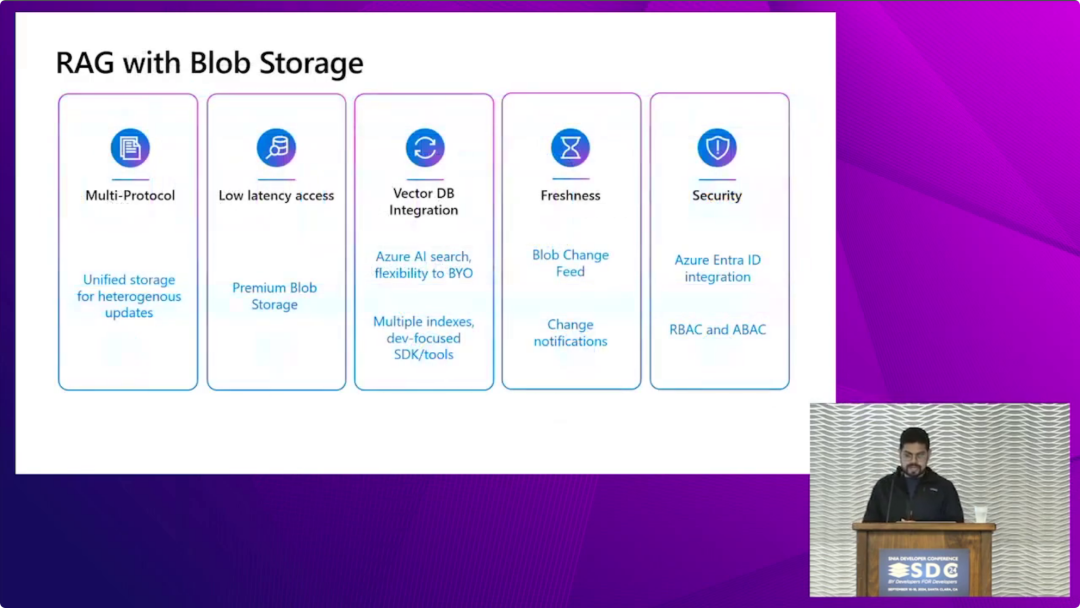 RAG with Blob Storage
Multi-Protocol
Unified storage
for heterogenous
updates
Low latency access
Premium Blob
Storage
Vector DB
Integration
Azure AI search,
flexibility to BYO
Multiple indexes,
dev-focused
SDK/tools
Freshness
Blob Change
Feed
Change
notifications
Security
Azure Entra ID
integration
RBAC and ABAC
SNIA DEVELOPER CONFERENCE
SDC
BY Developers FOR Developers